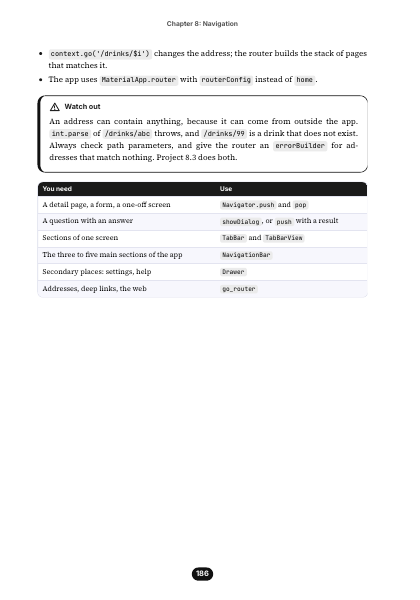 Chapter 8: Navigation
• context.go('/drinks/$i') changes the address; the router builds the stack of pages
that matches it.
• The app uses MaterialApp.router with routerConfig instead of home.
Watch out
An address can contain anything, because it can come from outside the app.
int.parse of /drinks/abc throws, and /drinks/99 is a drink that does not exist.
Always check path parameters, and give the router an errorBuilder for ad-
dresses that match nothing. Project 8.3 does both.
You need Use
A detail page, a form, a one-off screen Navigator.push and pop
A question with an answer showDialog, or push with a result
Sections of one screen TabBar and TabBarView
The three to five main sections of the app NavigationBar
Secondary places: settings, help Drawer
Addresses, deep links, the web go_router
186